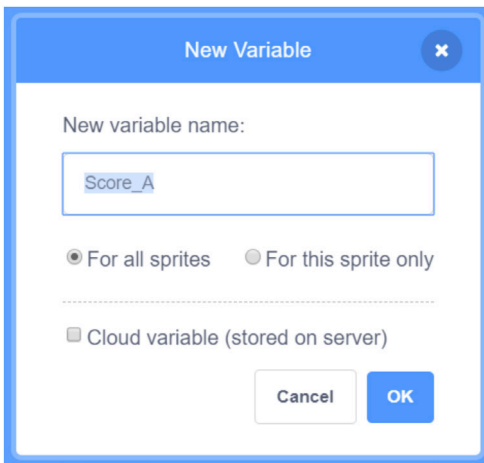 New Variable
New variable name:
Score_A
For all sprites For this sprite only
Cloud variable (stored on server)
Cancel OK